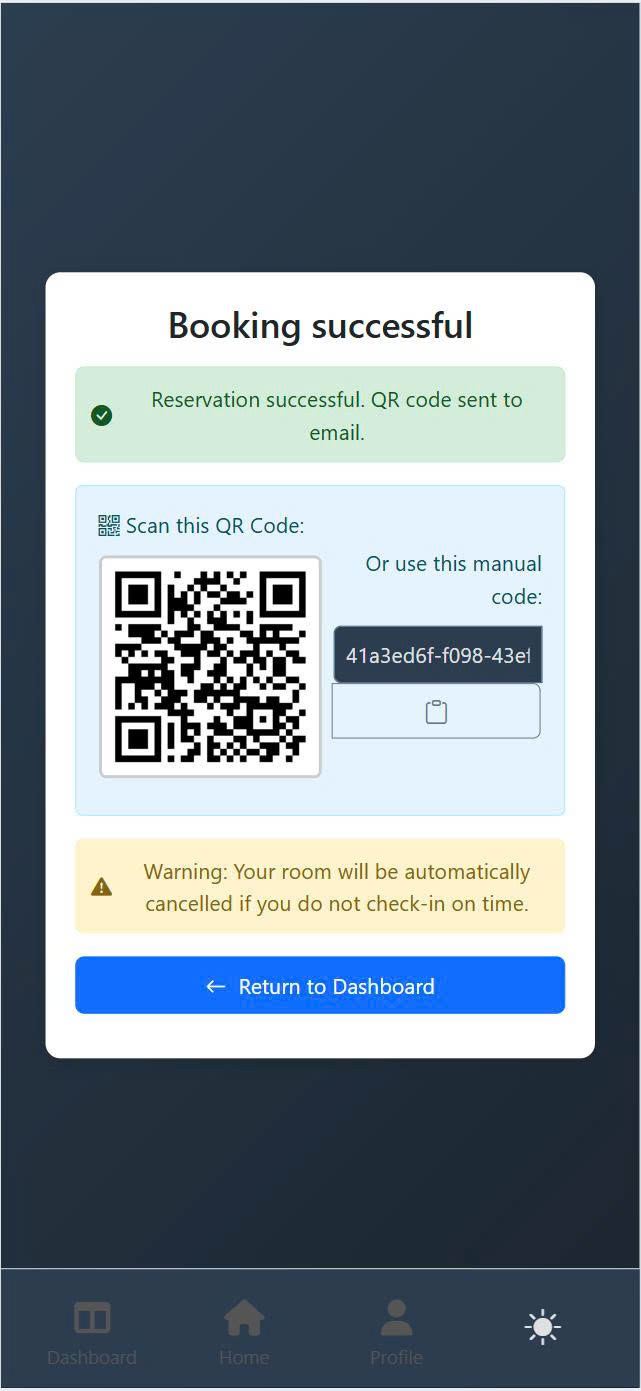 Booking successful
Reservation successful. QR code sent to
email.
Scan this QR Code:
Or use this manual
code:
41a3ed6f-f098-43ef
Warning: Your room will be automatically
cancelled if you do not check-in on time.
Return to Dashboard
Dashboard
Home
Profile